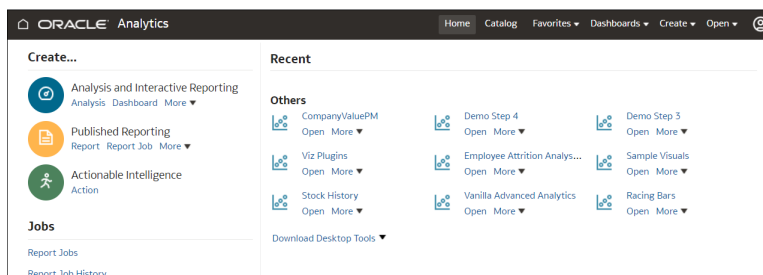 ORACLE Analytics
Home Catalog Favorites Dashboards Create Open
Create...
Analysis and Interactive Reporting
Analysis Dashboard More
Published Reporting
Report Report Job More
Actionable Intelligence
Action
Jobs
Report Jobs
Report Job History
Recent
Others
CompanyValuePM
Open More
Demo Step 4
Open More
Demo Step 3
Open More
Viz Plugins
Open More
Employee Attrition Analys...
Open More
Sample Visuals
Open More
Stock History
Open More
Vanilla Advanced Analytics
Open More
Racing Bars
Open More
Download Desktop Tools